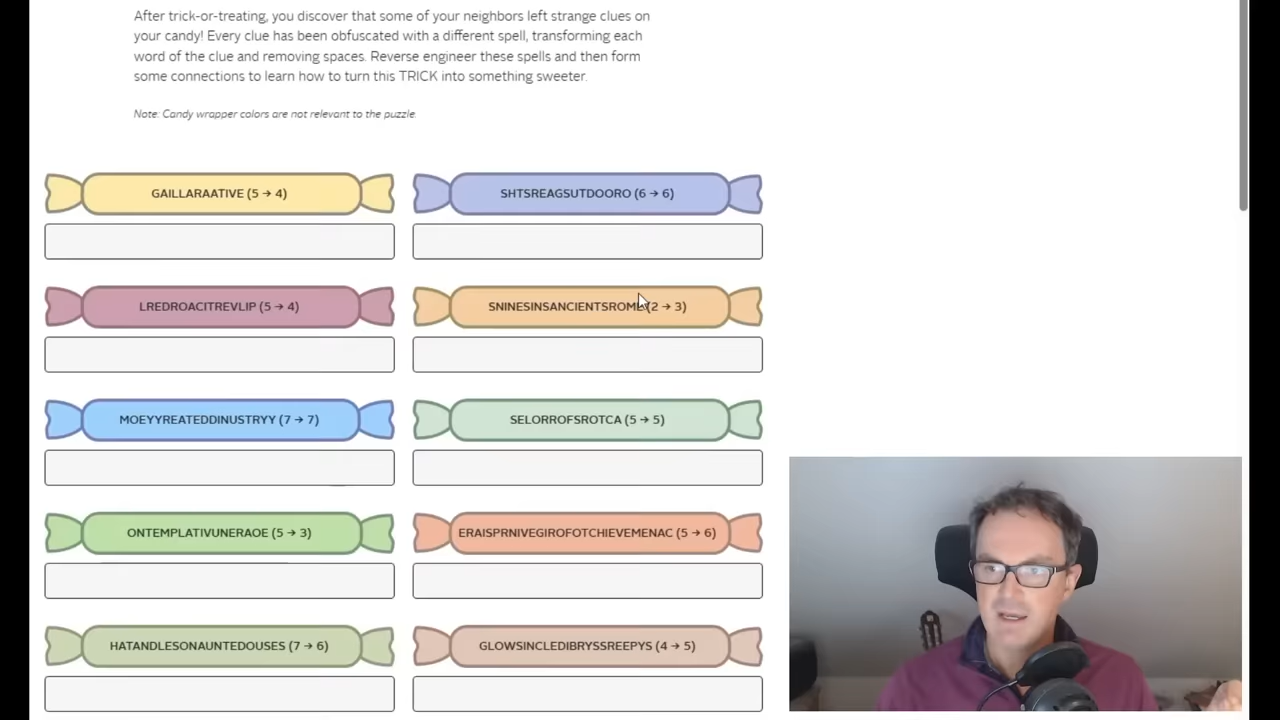 After trick-or-treating, you discover that some of your neighbors left strange clues on
your candy! Every clue has been obfuscated with a different spell, transforming each
word of the clue and removing spaces. Reverse engineer these spells and then form
some connections to learn how to turn this TRICK into something sweeter.
Note: Candy wrapper colors are not relevant to the puzzle.
GAILLARAATIVE (5 → 4)
SHTSREAGSUTDOORO (6 → 6)
LREDROACITREVLIP (5 → 4)
SNINESINSANCIENTSROME (2 → 3)
MOEYYREATEDDINUSTRYY (7 → 7)
SELORROFSROTCA (5 → 5)
ONTEMPLATIVUNERAOE (5 → 3)
ERAISPRNIVEGIROFOTCHIEVEMENAC (5 → 6)
HATANDLESONAUNTEDOUSES (7 → 6)
GLOWSINCLEDIBRYSSREEPYS (4 → 5)